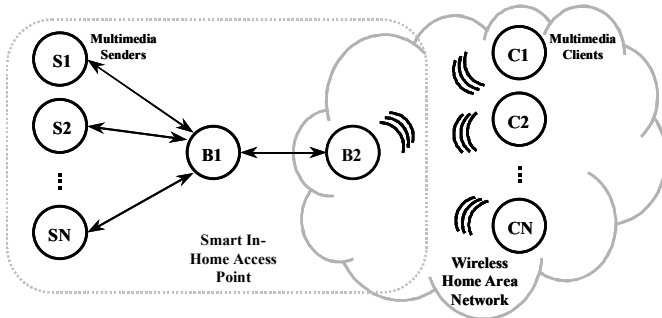 S1
Multimedia
Senders
S2
SN
B1
B2
Smart In-
Home Access
Point
C1
Multimedia
Clients
C2
CN
Wireless
Home Area
Network